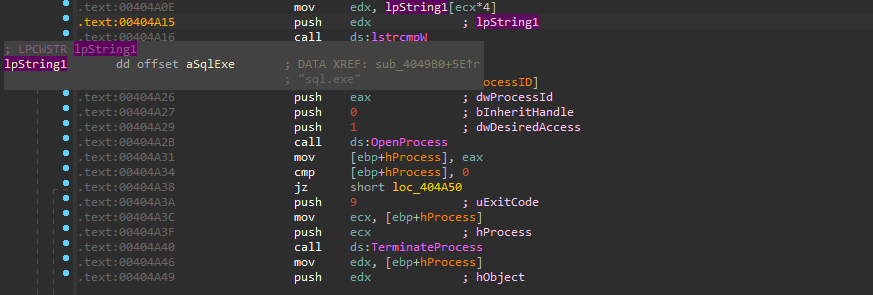 .text:00404A0E mov edx, lpString1[ecx*4]
.text:00404A15 push edx ; lpString1
.text:00404A16 call ds:lstrcmpW
; LPCWSTR lpString1
lpString1 dd offset aSqlExe ; DATA XREF: sub_4049B0+5E↑r
; "sql.exe"
ocessID]
.text:00404A26 push eax ; dwProcessId
.text:00404A27 push 0 ; bInheritHandle
.text:00404A29 push 1 ; dwDesiredAccess
.text:00404A2B call ds:OpenProcess
.text:00404A31 mov [ebp+hProcess], eax
.text:00404A34 cmp [ebp+hProcess], 0
.text:00404A38 jz short loc_404A50
.text:00404A3A push 9 ; uExitCode
.text:00404A3C mov ecx, [ebp+hProcess]
.text:00404A3F push ecx ; hProcess
.text:00404A40 call ds:TerminateProcess
.text:00404A46 mov edx, [ebp+hProcess]
.text:00404A49 push edx ; hObject